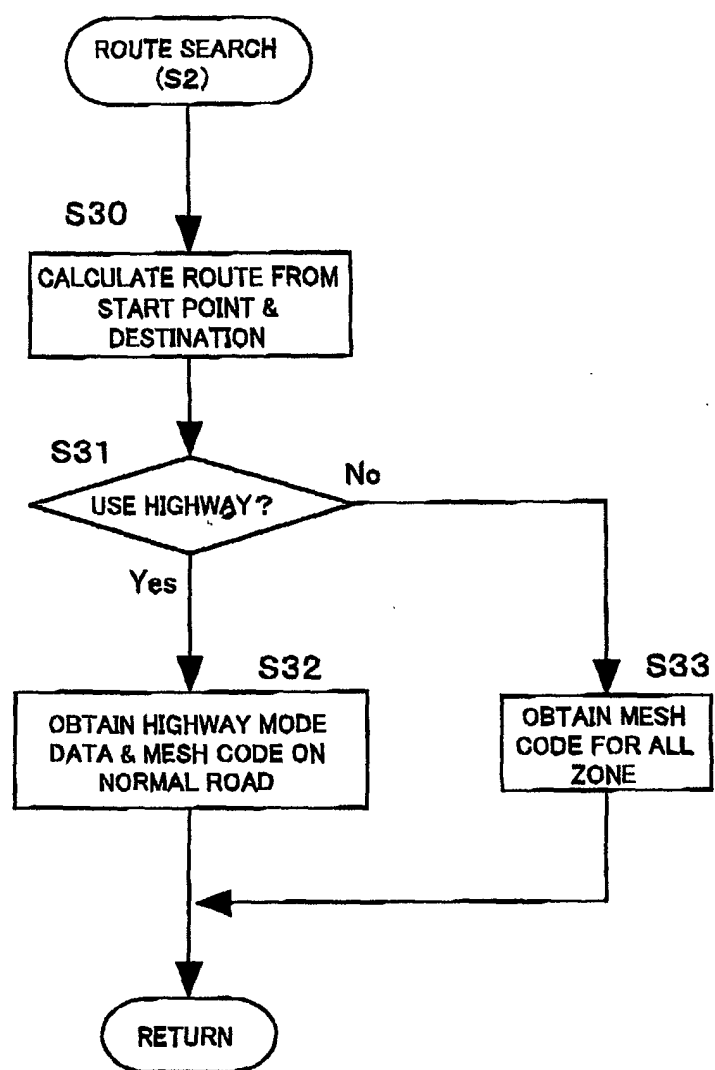 ROUTE SEARCH
(S2)
S30
CALCULATE ROUTE FROM
START POINT &
DESTINATION
S31
USE HIGHWAY?
No
Yes
S32
OBTAIN HIGHWAY MODE
DATA & MESH CODE ON
NORMAL ROAD
S33
OBTAIN MESH
CODE FOR ALL
ZONE
RETURN